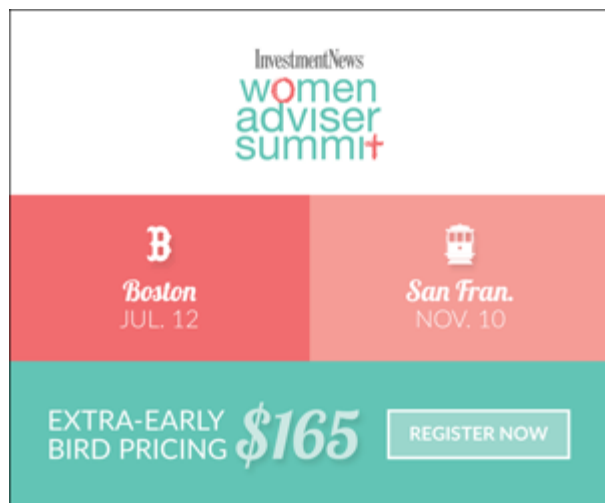 InvestmentNews
women
adviser
summit
B
Boston
JUL. 12
San Fran.
NOV. 10
EXTRA-EARLY
BIRD PRICING
$165
REGISTER NOW